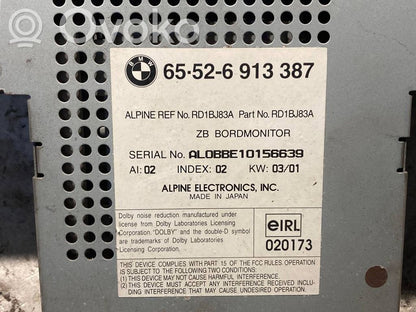 OVOKO
BMW
65·52-6 913 387
ALPINE REF No. RD1BJ83A Part No. RD1BJ83A
ZB BORDMONITOR
SERIAL No. AL0BBE10156639
AI: 02 INDEX: 02 KW: 03/01
ALPINE ELECTRONICS, INC.
MADE IN JAPAN
Dolby noise reduction manufactured under
license from Dolby Laboratories Licensing
Corporation. "DOLBY" and the double-D symbol
are trademarks of Dolby Laboratories
Licensing Corporation.
eIRL
020173
THIS DEVICE COMPLIES WITH PART 15 OF THE FCC RULES. OPERATION
IS SUBJECT TO THE FOLLOWING TWO CONDITIONS:
(1) THIS DEVICE MAY NOT CAUSE HARMFUL INTERFERENCE, AND
(2) THIS DEVICE MUST ACCEPT ANY INTERFERENCE RECEIVED, INCLU-
DING INTERFERENCE THAT MAY CAUSE UNDESIRED OPERATION.